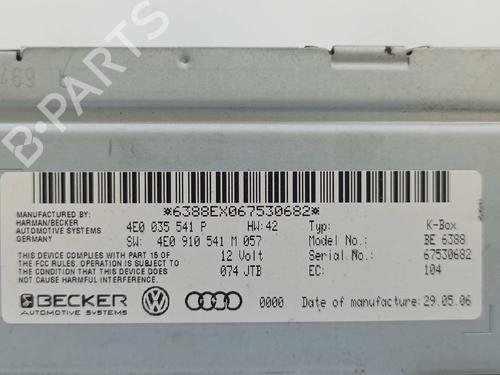 469
B-PARTS
*6388EX067530682*
MANUFACTURED BY:
HARMAN/BECKER
AUTOMOTIVE SYSTEMS
GERMANY
4E0 035 541 P HW:42 Typ: K-Box
SW: 4E0 910 541 M 057 Model No: BE 6388
12 Volt Serial.No: 67530682
074 JTB EC: 104
THIS DEVICE COMPLIES WITH PART 15 OF
THE FCC RULES. OPERATION IS SUBJECT
TO CONDITION THAT THIS DEVICE DOES
NOT CAUSE HARMFUL INTERFERENCE.
BECKER
AUTOMOTIVE SYSTEMS
0000 Date of manufacture: 29.05.06